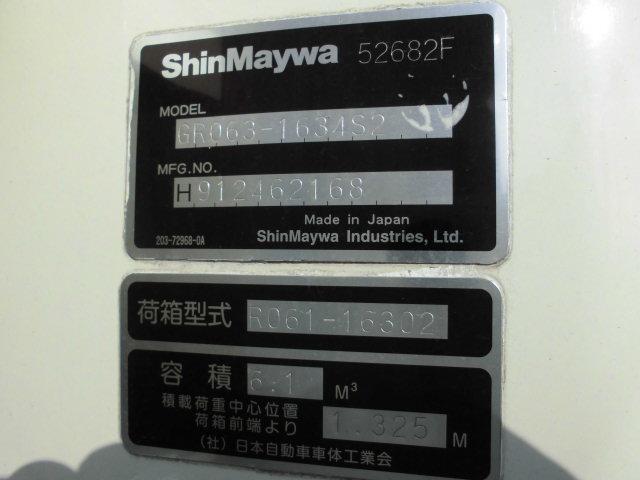 ShinMaywa 52682F
MODEL
GR063-1634S2
MFG.NO.
H912462168
Made in Japan
203-72968-0A ShinMaywa Industries, Ltd.
荷箱型式 R061-16302
容積 6.1 M³
積載荷重中心位置
荷箱前端より 1.325 M
(社)日本自動車車体工業会